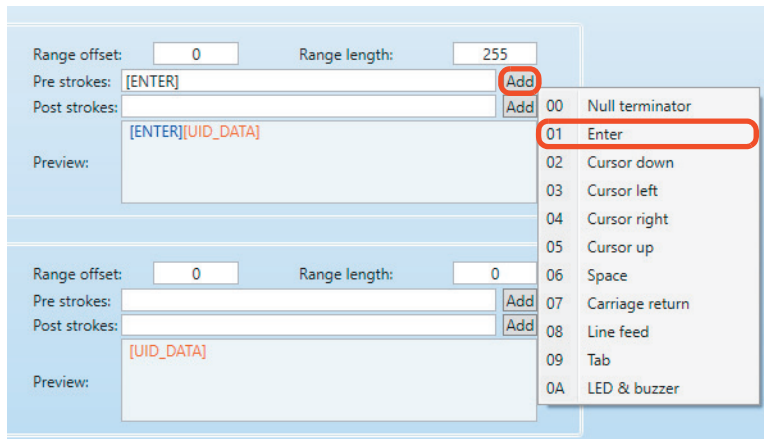 Range offset: 0 Range length: 255
Pre strokes: [ENTER] Add
Post strokes: Add
Preview: [ENTER][UID_DATA]
00 Null terminator
01 Enter
02 Cursor down
03 Cursor left
04 Cursor right
05 Cursor up
06 Space
07 Carriage return
08 Line feed
09 Tab
0A LED & buzzer
Range offset: 0 Range length: 0
Pre strokes: Add
Post strokes: Add
Preview: [UID_DATA]